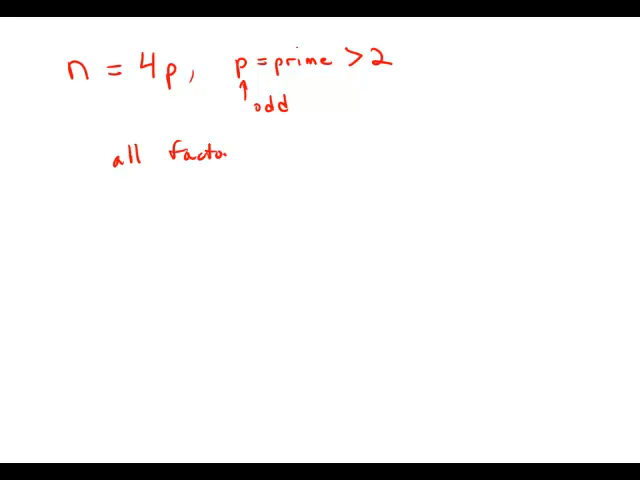 n = 4p, p = prime > 2
↑ odd
all facto